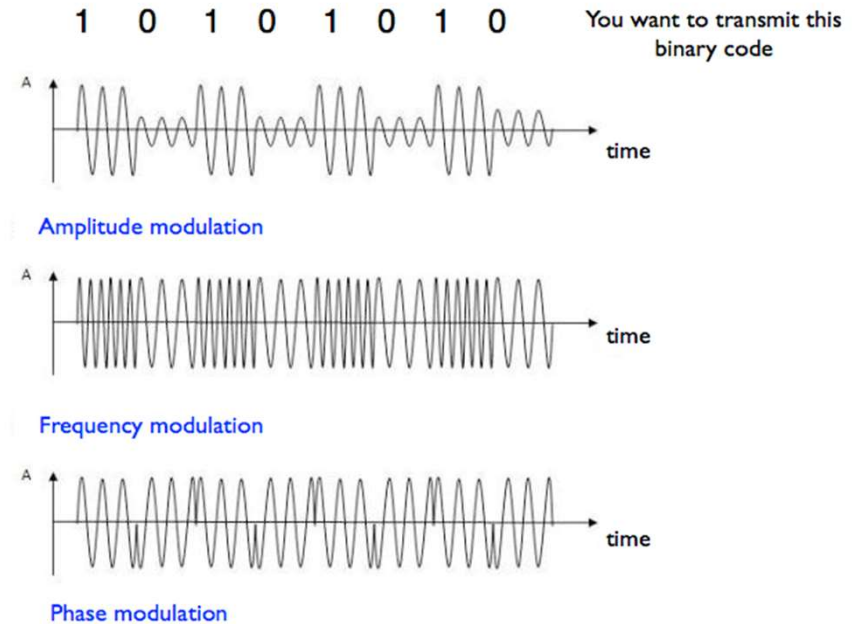 1 0 1 0 1 0 1 0
You want to transmit this
binary code
A
time
Amplitude modulation
A
time
Frequency modulation
A
time
Phase modulation